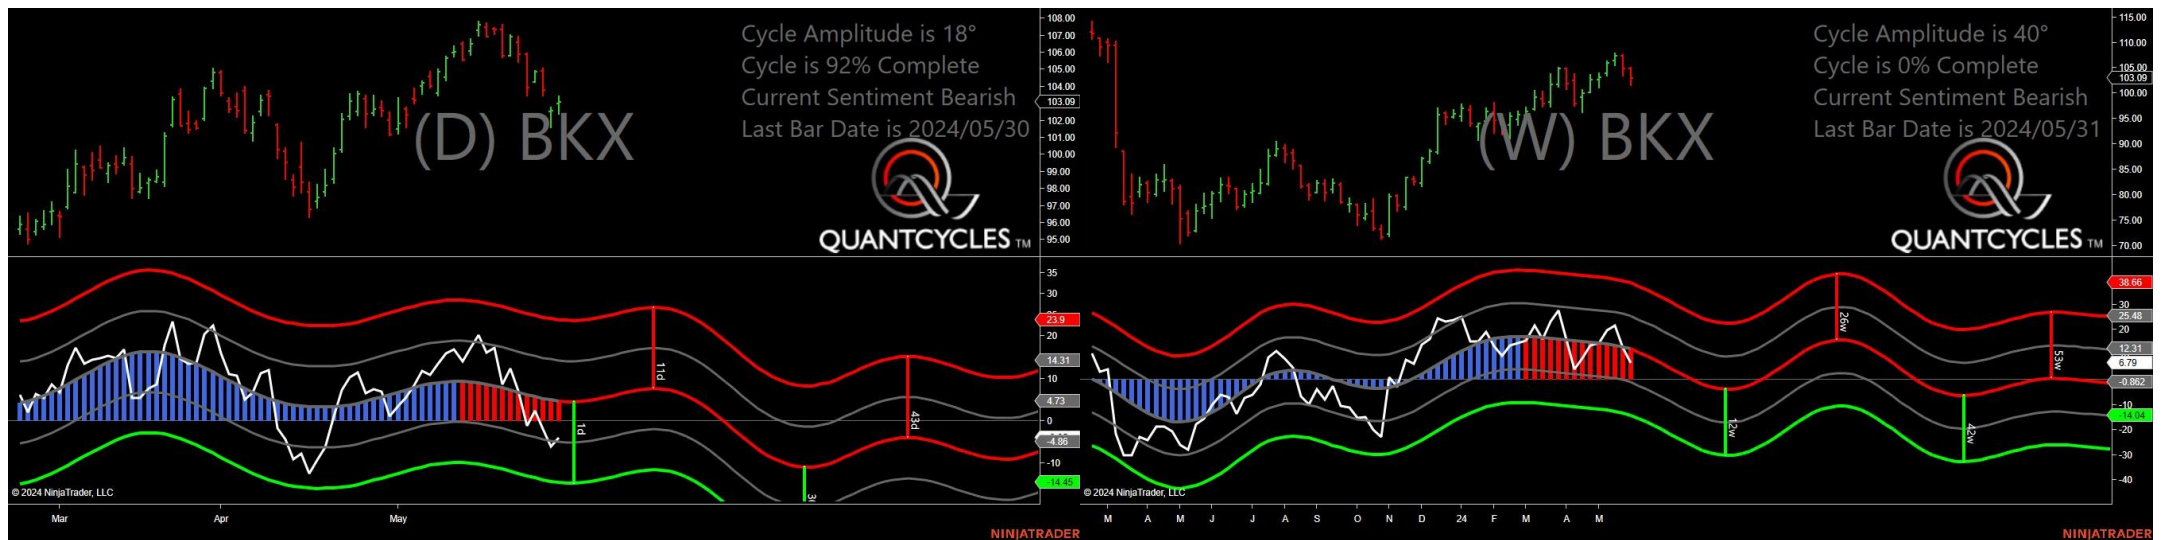 Cycle Amplitude is 18°
Cycle is 92% Complete
Current Sentiment Bearish
Last Bar Date is 2024/05/30
(D) BKX
QUANTCYCLES TM
108.00
107.00
106.00
105.00
104.00
103.09
102.00
101.00
100.00
99.00
98.00
97.00
96.00
95.00
35
30
23.9
20
14.31
10
4.73
0
-4.86
-10
-14.45
11d
1d
43d
© 2024 NinjaTrader, LLC
Mar Apr May
NINJATRADER
Cycle Amplitude is 40°
Cycle is 0% Complete
Current Sentiment Bearish
Last Bar Date is 2024/05/31
(W) BKX
QUANTCYCLES TM
115.00
110.00
105.00
103.09
100.00
95.00
90.00
85.00
80.00
75.00
70.00
38.66
30
25.48
20
12.31
6.79
-0.862
-10
-14.04
-20
-30
-40
26w
53w
12w
42w
© 2024 NinjaTrader, LLC
M A M J J A S O N D 24 F M A M
NINJATRADER